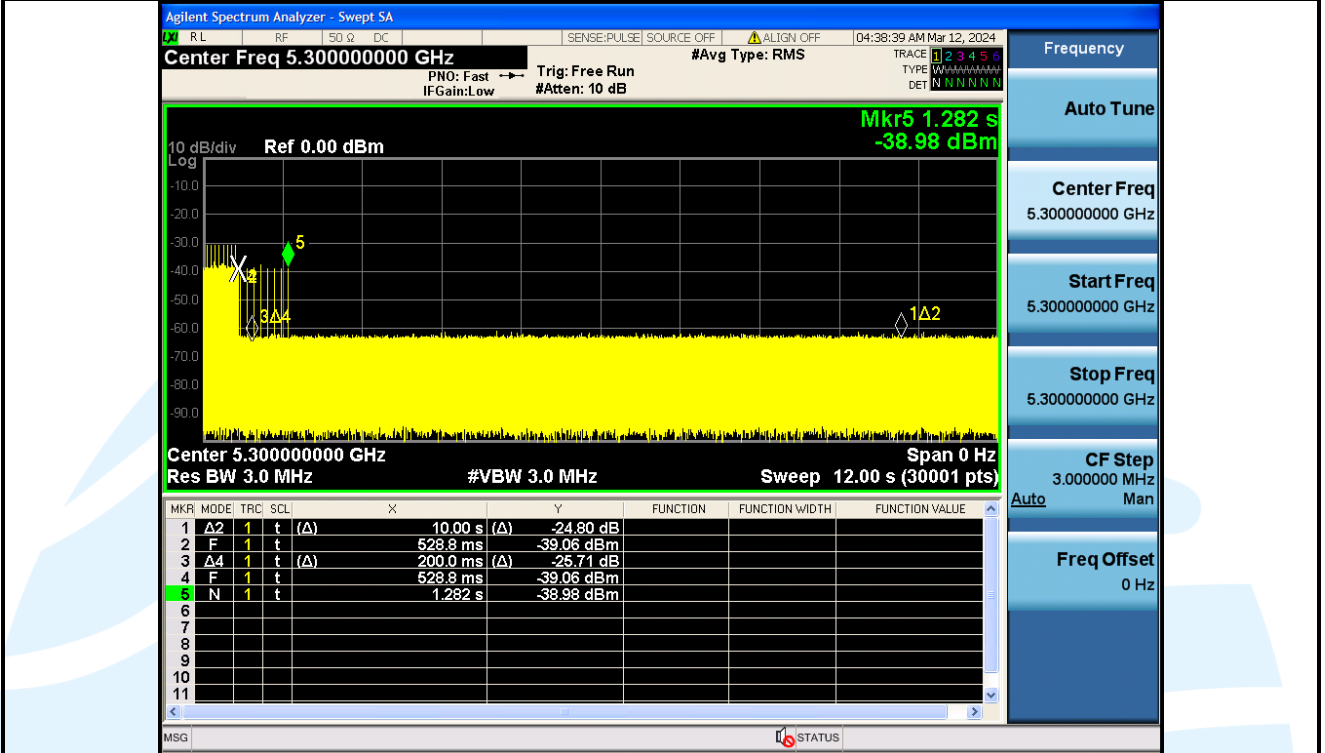 Agilent Spectrum Analyzer - Swept SA
LXI RL RF 50 Ω DC SENSE:PULSE SOURCE OFF ALIGN OFF 04:38:39 AM Mar 12, 2024
Center Freq 5.300000000 GHz #Avg Type: RMS TRACE 1 2 3 4 5 6
PNO: Fast Trig: Free Run TYPE WWWWWW
IFGain:Low #Atten: 10 dB DET N N N N N N
Mkr5 1.282 s
-38.98 dBm
10 dB/div Ref 0.00 dBm
Log
-10.0
-20.0
-30.0
5
-40.0
2
-50.0
3Δ4
1Δ2
-60.0
-70.0
-80.0
-90.0
Center 5.300000000 GHz Span 0 Hz
Res BW 3.0 MHz #VBW 3.0 MHz Sweep 12.00 s (30001 pts)
MKR MODE TRC SCL X Y FUNCTION FUNCTION WIDTH FUNCTION VALUE
1 Δ2 1 t (Δ) 10.00 s (Δ) -24.80 dB
2 F 1 t 528.8 ms -39.06 dBm
3 Δ4 1 t (Δ) 200.0 ms (Δ) -25.71 dB
4 F 1 t 528.8 ms -39.06 dBm
5 N 1 t 1.282 s -38.98 dBm
6
7
8
9
10
11
MSG STATUS
Frequency
Auto Tune
Center Freq
5.300000000 GHz
Start Freq
5.300000000 GHz
Stop Freq
5.300000000 GHz
CF Step
3.000000 MHz
Auto Man
Freq Offset
0 Hz